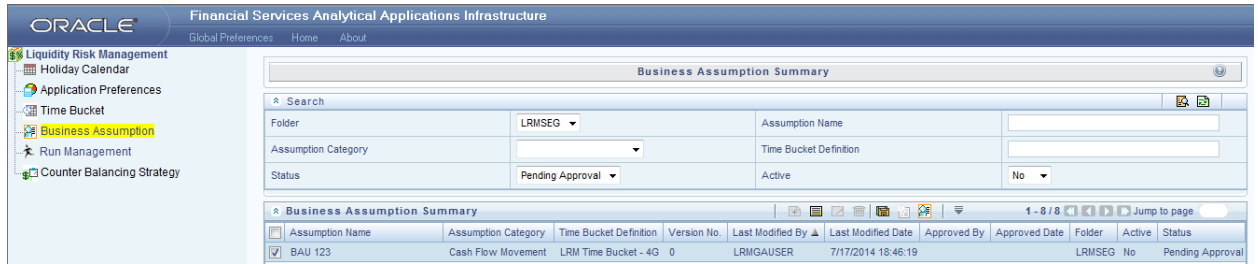 ORACLE
Financial Services Analytical Applications Infrastructure
Global Preferences Home About
Liquidity Risk Management
Holiday Calendar
Application Preferences
Time Bucket
Business Assumption
Run Management
Counter Balancing Strategy
Business Assumption Summary
Search
Folder LRMSEG Assumption Name
Assumption Category Time Bucket Definition
Status Pending Approval Active No
Business Assumption Summary 1 - 8 / 8 Jump to page
Assumption Name Assumption Category Time Bucket Definition Version No. Last Modified By Last Modified Date Approved By Approved Date Folder Active Status
BAU 123 Cash Flow Movement LRM Time Bucket - 4G 0 LRMGAUSER 7/17/2014 18:46:19 LRMSEG No Pending Approval